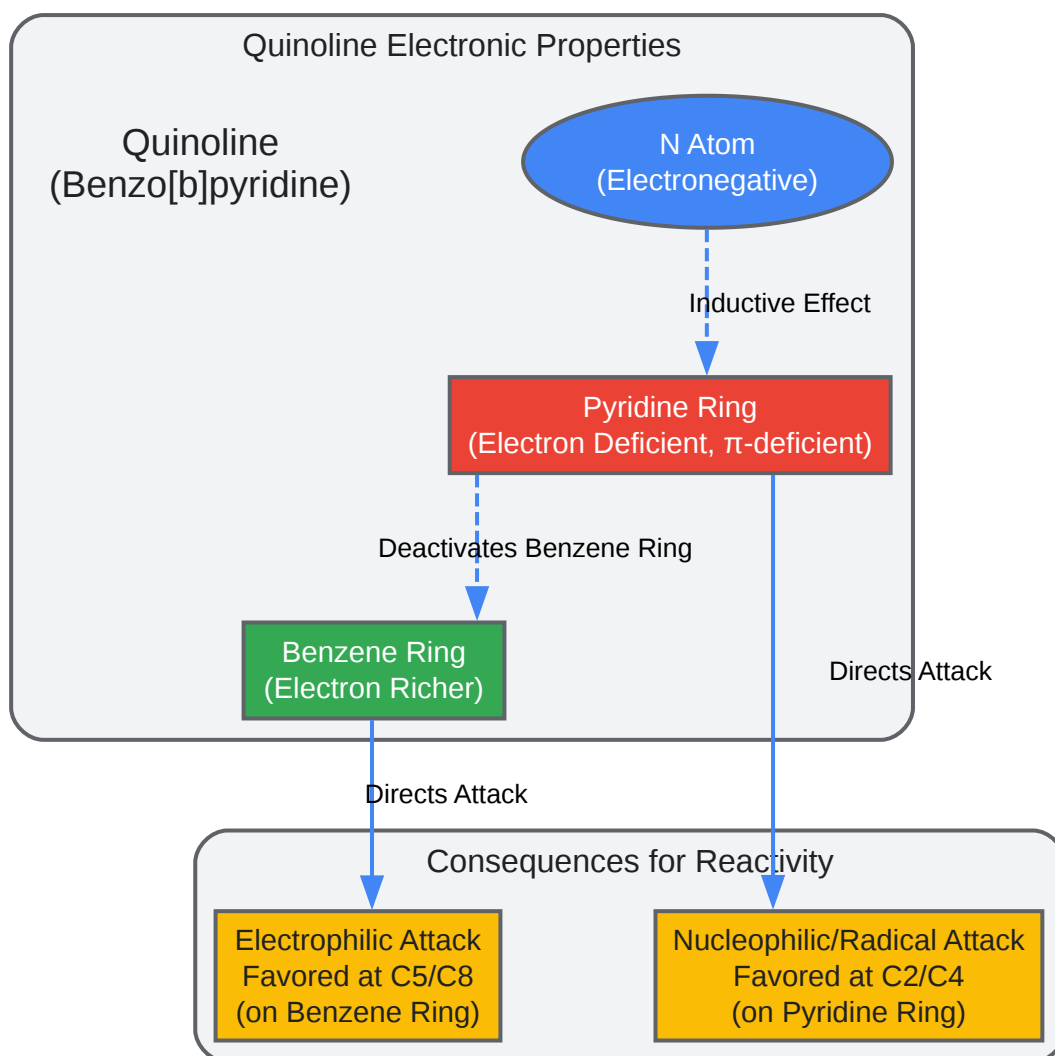 Quinoline Electronic Properties
Quinoline
(Benzo[b]pyridine)
N Atom
(Electronegative)
Inductive Effect
Pyridine Ring
(Electron Deficient, π-deficient)
Deactivates Benzene Ring
Benzene Ring
(Electron Richer)
Directs Attack
Directs Attack
Consequences for Reactivity
Electrophilic Attack
Favored at C5/C8
(on Benzene Ring)
Nucleophilic/Radical Attack
Favored at C2/C4
(on Pyridine Ring)